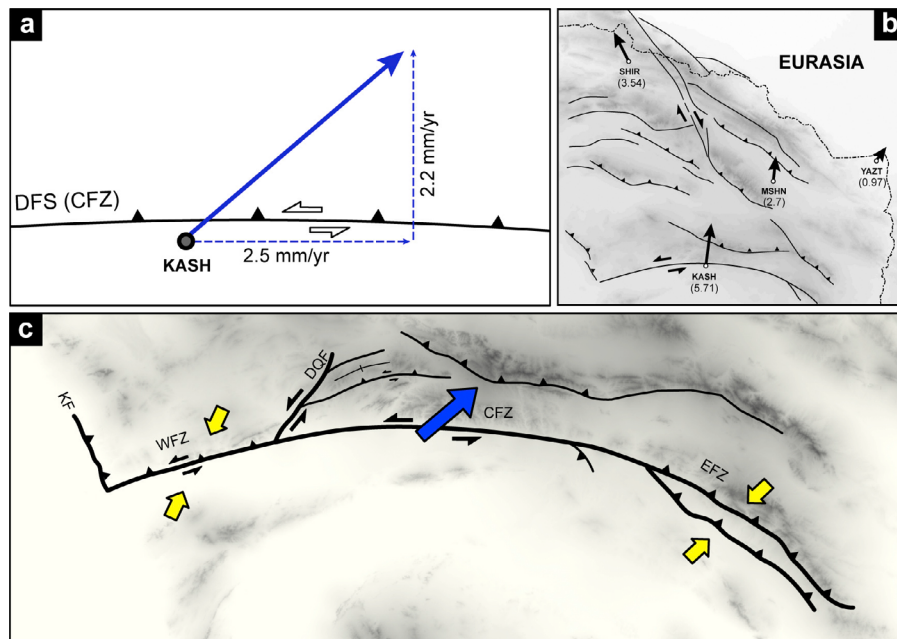 a
2.2 mm/yr
DFS (CFZ)
KASH
2.5 mm/yr
b
EURASIA
SHIR
(3.54)
YAZT
(0.97)
MSHN
(2.7)
KASH
(5.71)
c
KF
WFZ
DQF
CFZ
EFZ